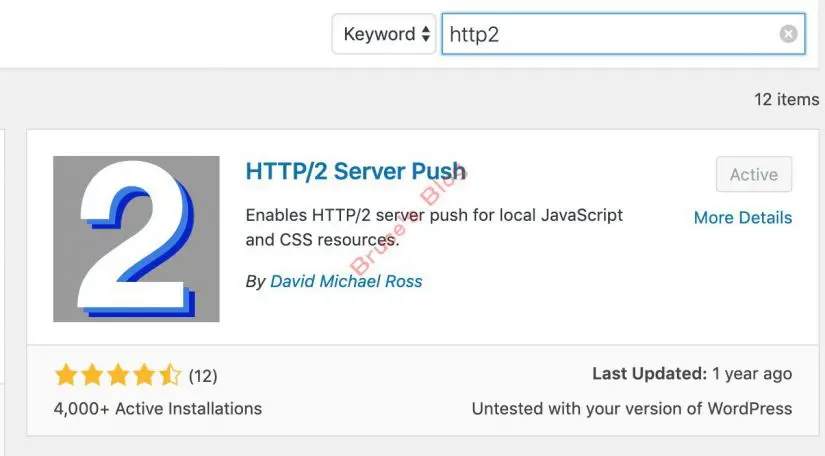 Keyword
http2
12 items
2
HTTP/2 Server Push
Active
Enables HTTP/2 server push for local JavaScript
and CSS resources.
More Details
By David Michael Ross
Bruce's Blog
(12)
Last Updated: 1 year ago
4,000+ Active Installations
Untested with your version of WordPress